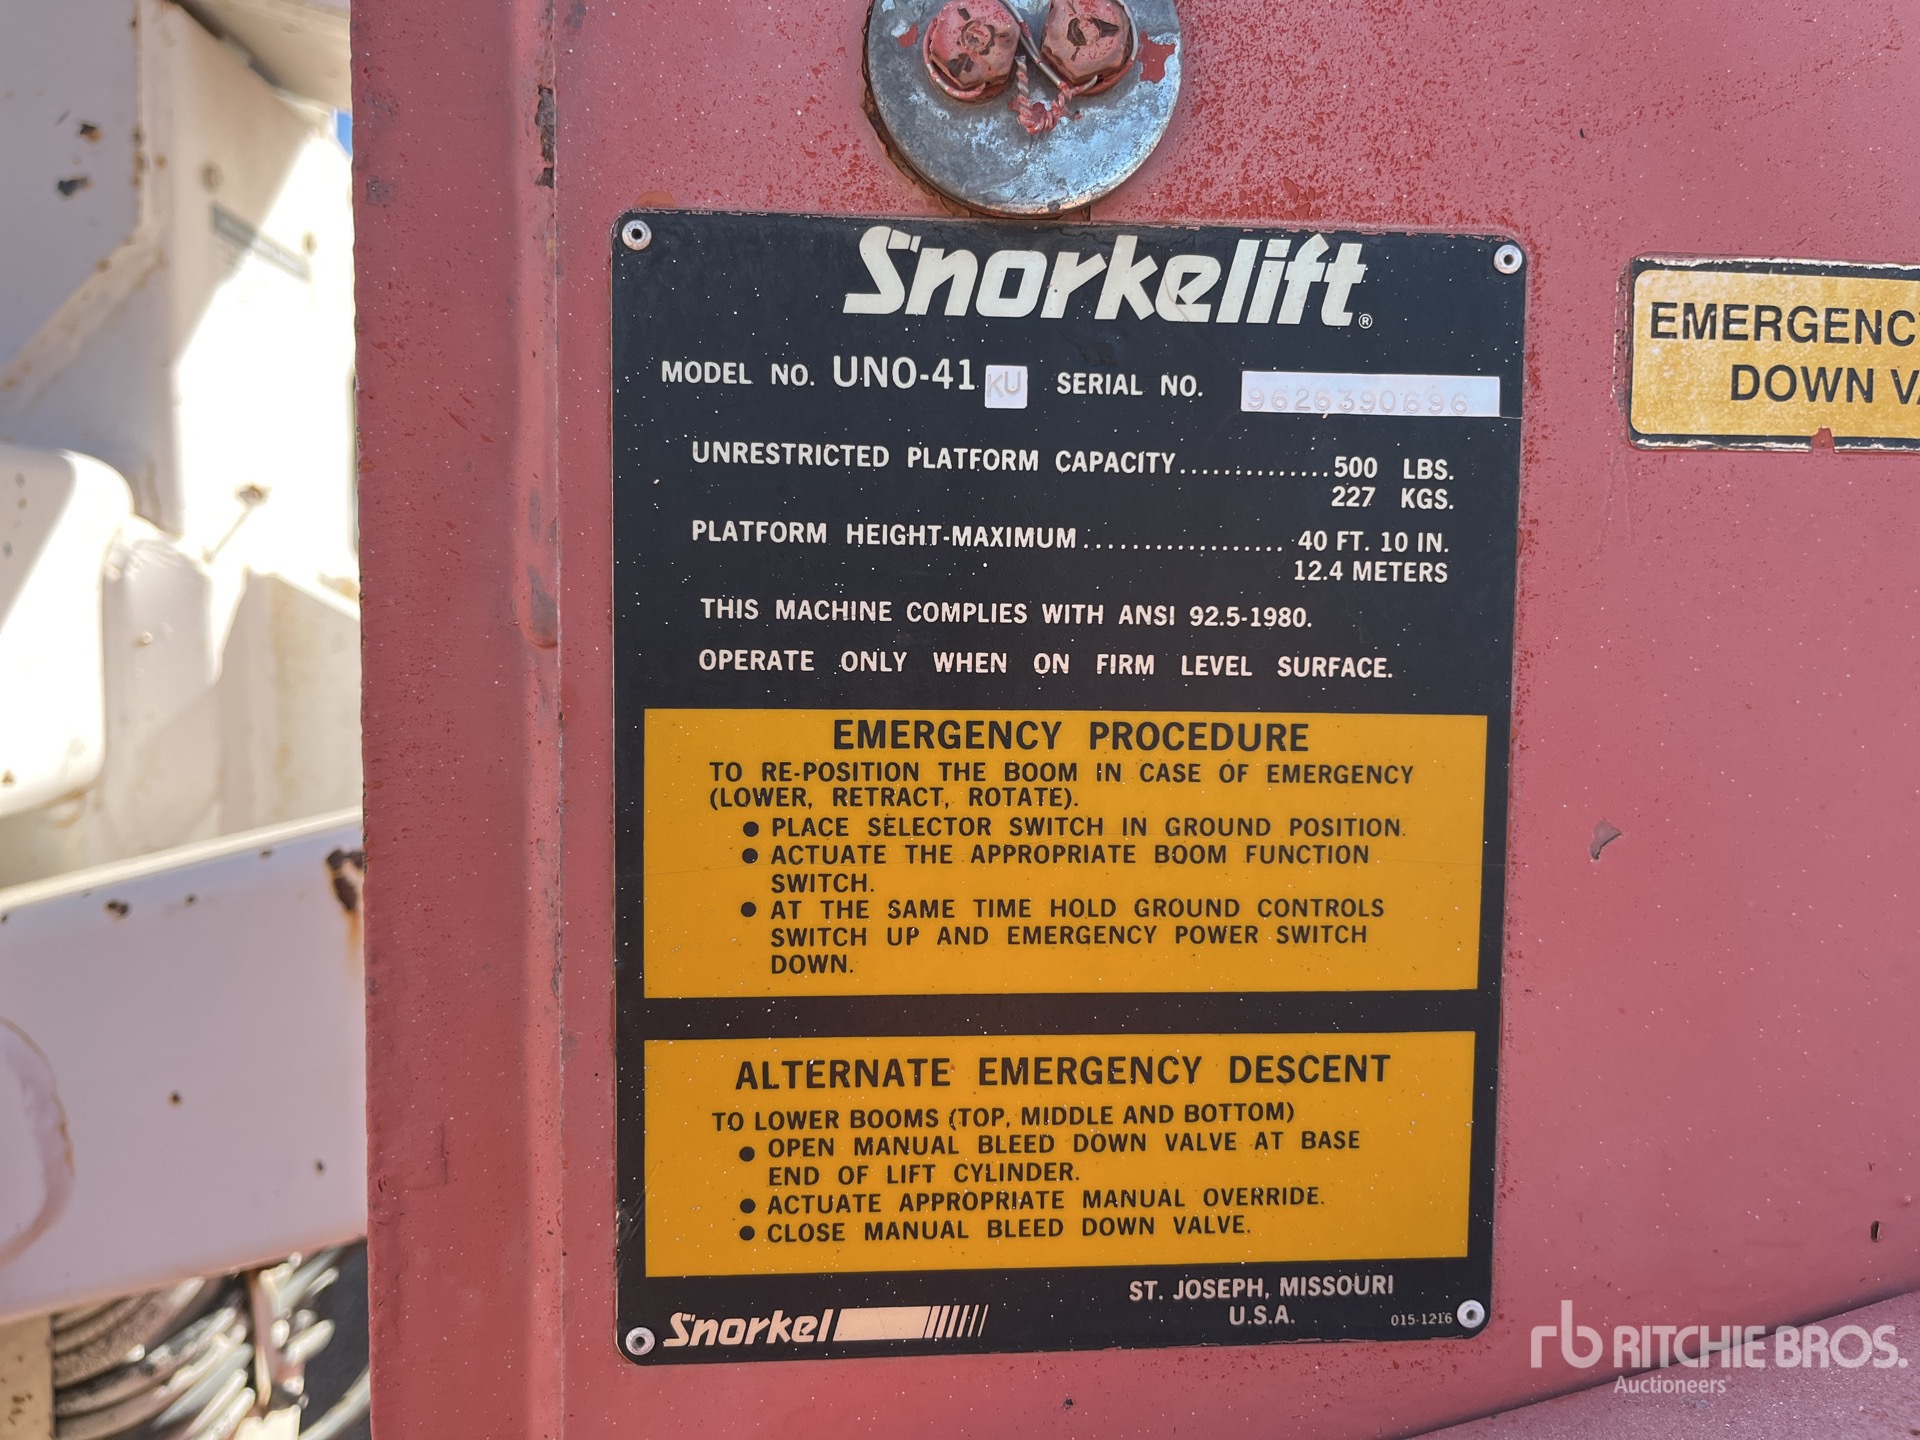 Snorkelift®
MODEL NO. UNO-41 KU SERIAL NO. 9626390696
UNRESTRICTED PLATFORM CAPACITY..............500 LBS.
227 KGS.
PLATFORM HEIGHT-MAXIMUM................. 40 FT. 10 IN.
12.4 METERS
THIS MACHINE COMPLIES WITH ANSI 92.5-1980.
OPERATE ONLY WHEN ON FIRM LEVEL SURFACE.
EMERGENCY PROCEDURE
TO RE-POSITION THE BOOM IN CASE OF EMERGENCY
(LOWER, RETRACT, ROTATE).
● PLACE SELECTOR SWITCH IN GROUND POSITION.
● ACTUATE THE APPROPRIATE BOOM FUNCTION
SWITCH.
● AT THE SAME TIME HOLD GROUND CONTROLS
SWITCH UP AND EMERGENCY POWER SWITCH
DOWN.
ALTERNATE EMERGENCY DESCENT
TO LOWER BOOMS (TOP, MIDDLE AND BOTTOM)
● OPEN MANUAL BLEED DOWN VALVE AT BASE
END OF LIFT CYLINDER.
● ACTUATE APPROPRIATE MANUAL OVERRIDE.
● CLOSE MANUAL BLEED DOWN VALVE.
Snorkel
ST. JOSEPH, MISSOURI
U.S.A.
015-1216
EMERGENC
DOWN VA
rb RITCHIE BROS.
Auctioneers